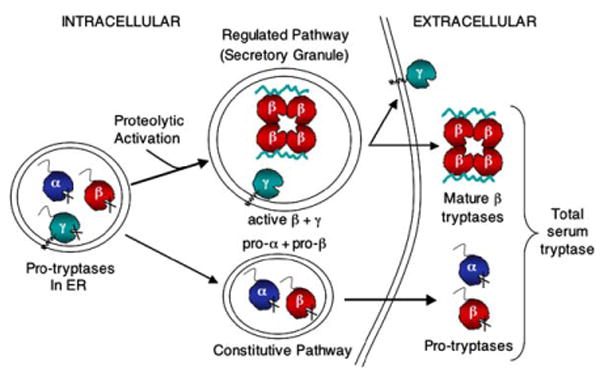 INTRACELLULAR
Regulated Pathway
(Secretory Granule)
EXTRACELLULAR
Proteolytic
Activation
α
β
γ
Pro-tryptases
In ER
β β
β β
γ
active β + γ
pro-α + pro-β
α
β
Constitutive Pathway
γ
β β
β β
Mature β
tryptases
α
β
Pro-tryptases
Total
serum
tryptase